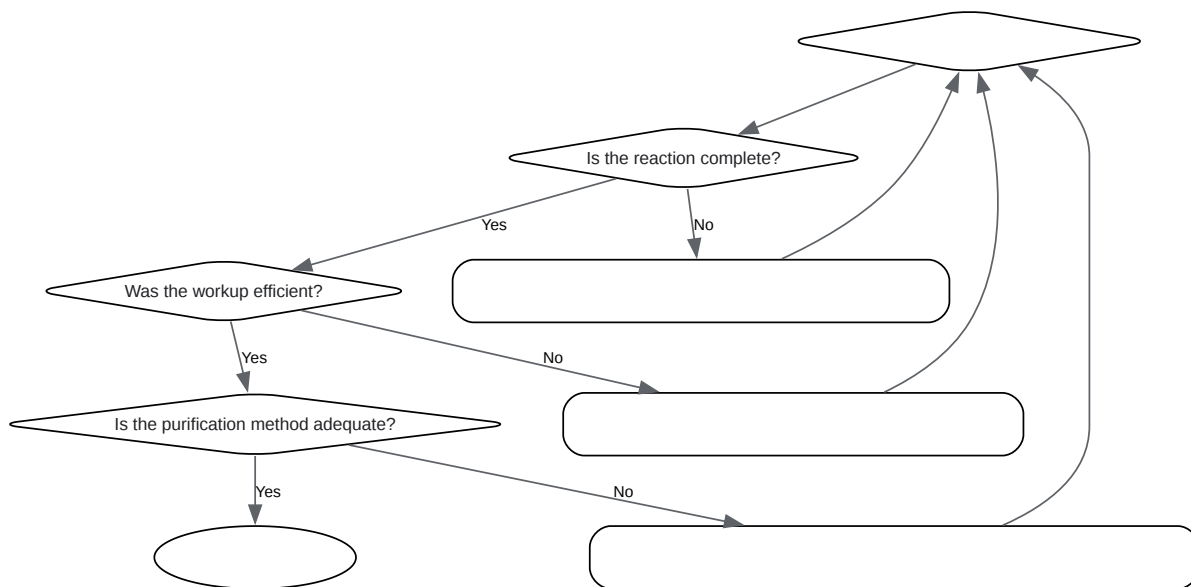 Is the reaction complete?
Yes
No
Was the workup efficient?
Yes
No
Is the purification method adequate?
Yes
No